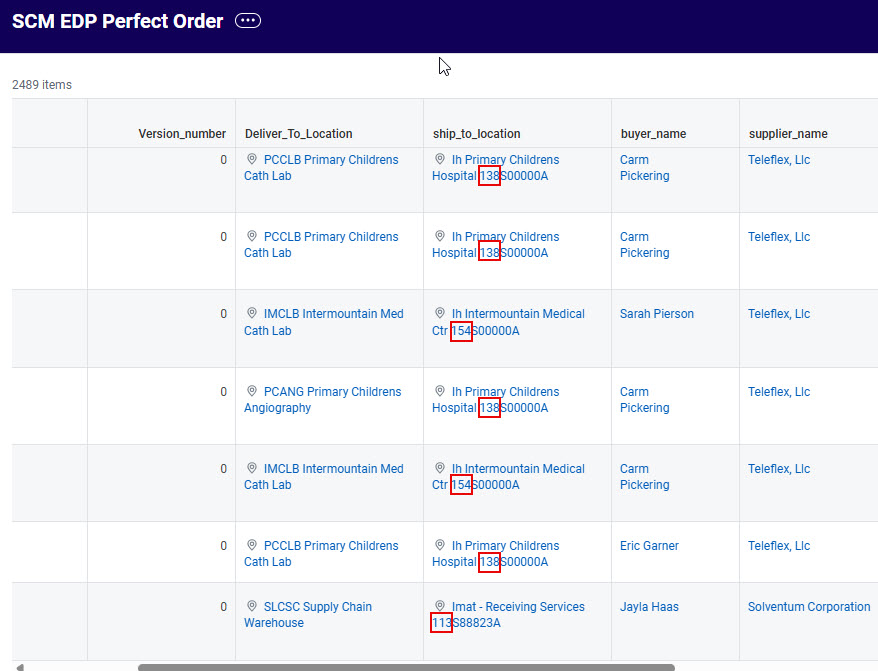 SCM EDP Perfect Order
2489 items
Version_number Deliver_To_Location ship_to_location buyer_name supplier_name
0 PCCLB Primary Childrens Ih Primary Childrens Carm Teleflex, Llc
Cath Lab Hospital 138S00000A Pickering
0 PCCLB Primary Childrens Ih Primary Childrens Carm Teleflex, Llc
Cath Lab Hospital 138S00000A Pickering
0 IMCLB Intermountain Med Ih Intermountain Medical Sarah Pierson Teleflex, Llc
Cath Lab Ctr 154S00000A
0 PCANG Primary Childrens Ih Primary Childrens Carm Teleflex, Llc
Angiography Hospital 138S00000A Pickering
0 IMCLB Intermountain Med Ih Intermountain Medical Carm Teleflex, Llc
Cath Lab Ctr 154S00000A Pickering
0 PCCLB Primary Childrens Ih Primary Childrens Eric Garner Teleflex, Llc
Cath Lab Hospital 138S00000A
0 SLCSC Supply Chain Imat - Receiving Services Jayla Haas Solventum Corporation
Warehouse 113S88823A